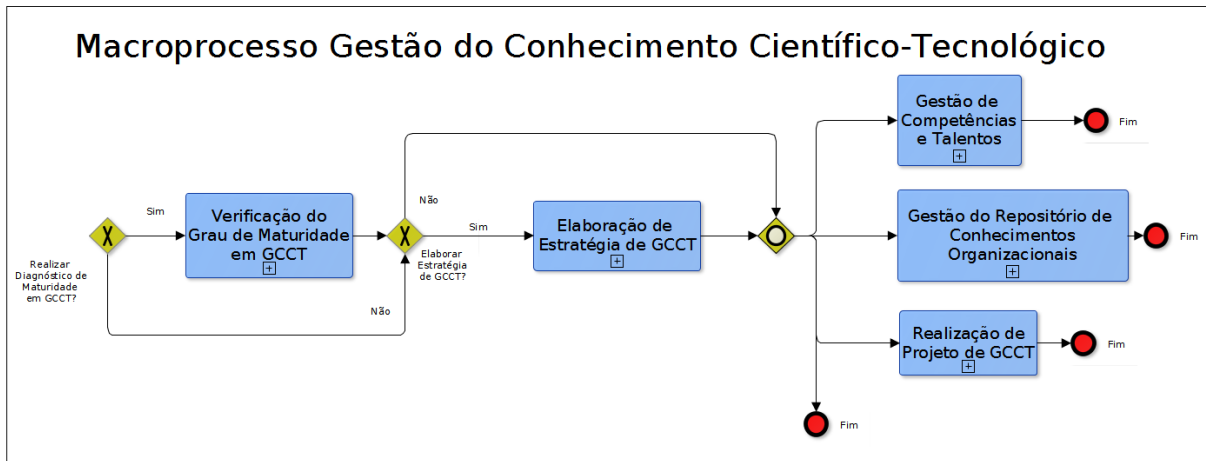 Macroprocesso Gestão do Conhecimento Científico-Tecnológico
Realizar
Diagnóstico de
Maturidade
em GCCT?
Sim
Não
Verificação do
Grau de Maturidade
em GCCT
Elaborar
Estratégia
de GCCT?
Não
Sim
Elaboração de
Estratégia de GCCT
Gestão de
Competências
e Talentos
Fim
Gestão do Repositório de
Conhecimentos
Organizacionais
Fim
Realização de
Projeto de GCCT
Fim
Fim